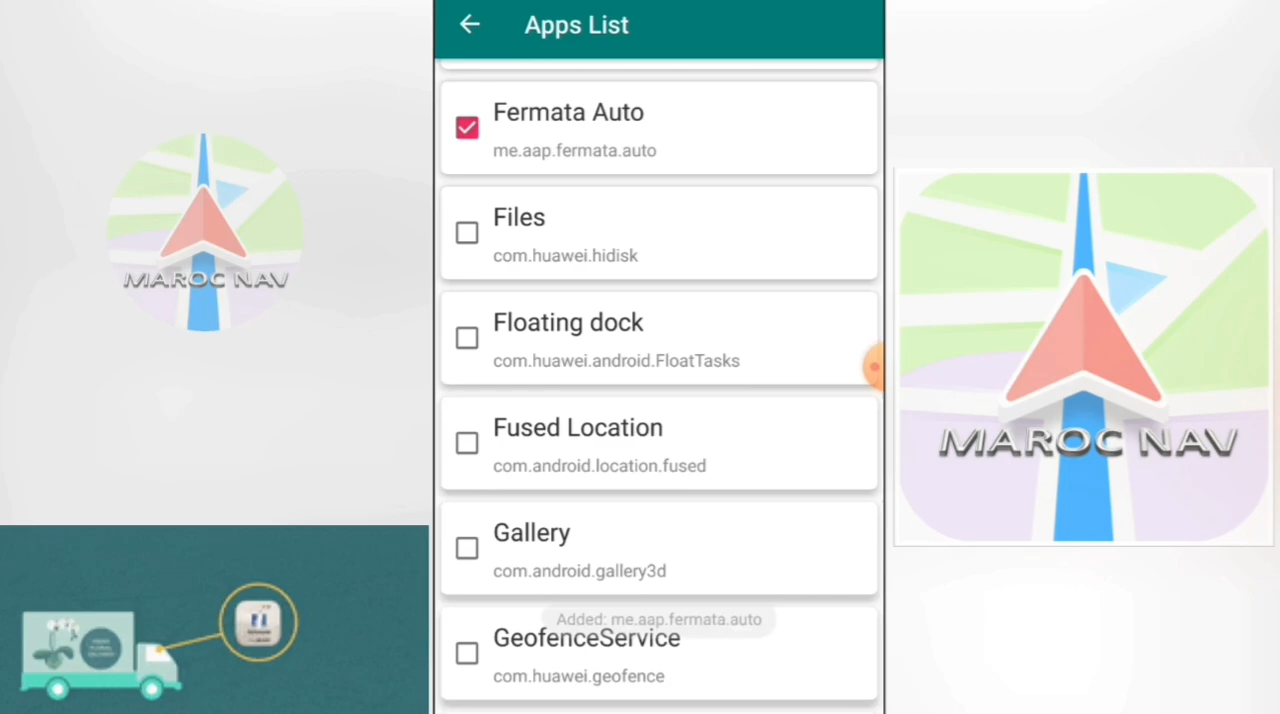 Apps List
Fermata Auto
me.aap.fermata.auto
Files
com.huawei.hidisk
Floating dock
com.huawei.android.FloatTasks
Fused Location
com.android.location.fused
Gallery
com.android.gallery3d
Added: me.aap.fermata.auto
GeofenceService
com.huawei.geofence
MAROC NAV
MAROC NAV